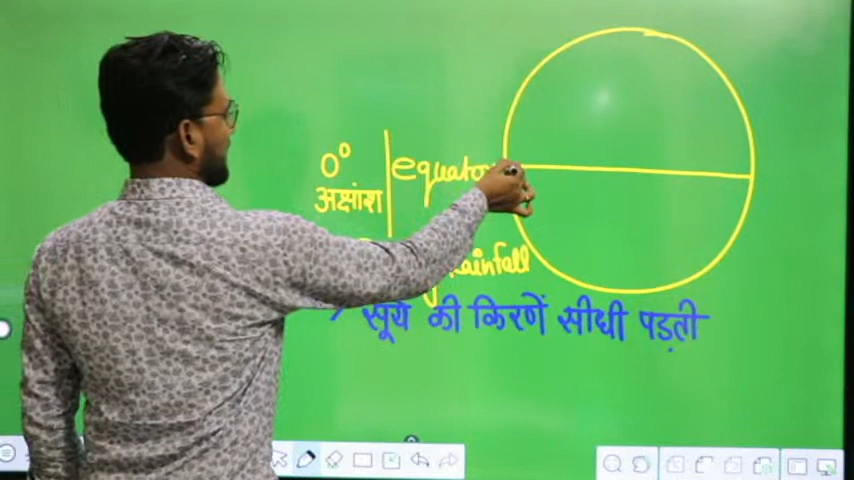 0° equator
अक्षांश
Rainfall
सूर्य की किरणें सीधी पड़ती